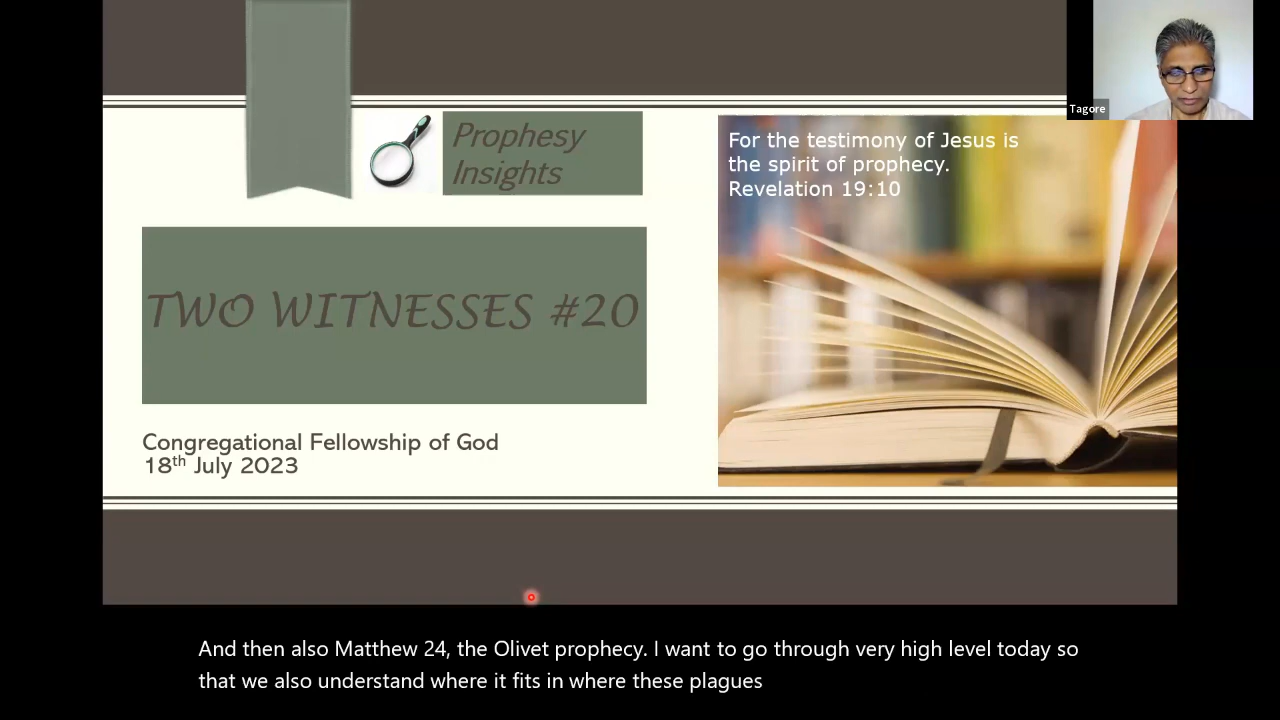 Prophesy
Insights
For the testimony of Jesus is
the spirit of prophecy.
Revelation 19:10
Tagore
TWO WITNESSES #20
Congregational Fellowship of God
18th July 2023
And then also Matthew 24, the Olivet prophecy. I want to go through very high level today so
that we also understand where it fits in where these plagues